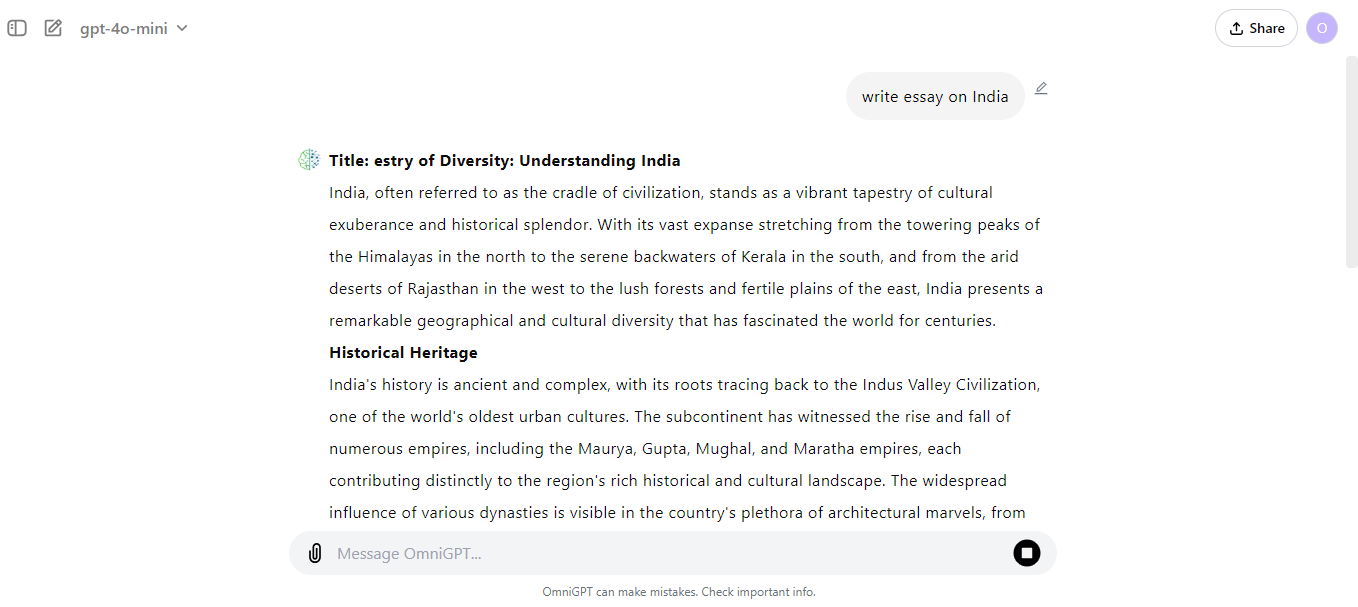 gpt-4o-mini
Share
O
write essay on India
Title: estry of Diversity: Understanding India
India, often referred to as the cradle of civilization, stands as a vibrant tapestry of cultural
exuberance and historical splendor. With its vast expanse stretching from the towering peaks of
the Himalayas in the north to the serene backwaters of Kerala in the south, and from the arid
deserts of Rajasthan in the west to the lush forests and fertile plains of the east, India presents a
remarkable geographical and cultural diversity that has fascinated the world for centuries.
Historical Heritage
India's history is ancient and complex, with its roots tracing back to the Indus Valley Civilization,
one of the world's oldest urban cultures. The subcontinent has witnessed the rise and fall of
numerous empires, including the Maurya, Gupta, Mughal, and Maratha empires, each
contributing distinctly to the region's rich historical and cultural landscape. The widespread
influence of various dynasties is visible in the country's plethora of architectural marvels, from
Message OmniGPT...
OmniGPT can make mistakes. Check important info.